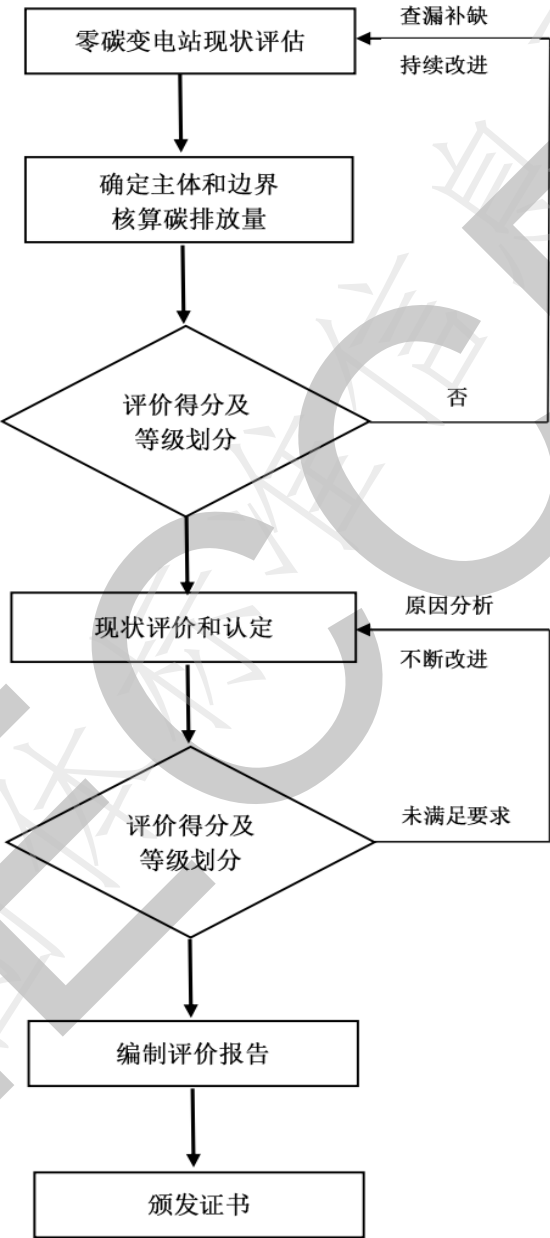 零碳变电站现状评估
查漏补缺
持续改进
确定主体和边界
核算碳排放量
评价得分及
等级划分
否
现状评价和认定
原因分析
不断改进
评价得分及
等级划分
未满足要求
编制评价报告
颁发证书